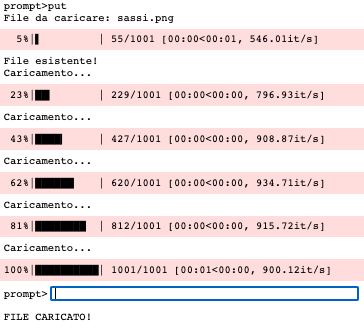 prompt>put
File da caricare: sassi.png
5%| | 55/1001 [00:00<00:01, 546.01it/s]
File esistente!
Caricamento...
23%| | 229/1001 [00:00<00:00, 796.93it/s]
Caricamento...
43%| | 427/1001 [00:00<00:00, 908.87it/s]
Caricamento...
62%| | 620/1001 [00:00<00:00, 934.71it/s]
Caricamento...
81%| | 812/1001 [00:00<00:00, 915.72it/s]
Caricamento...
100%| | 1001/1001 [00:01<00:00, 900.12it/s]
prompt>
FILE CARICATO!